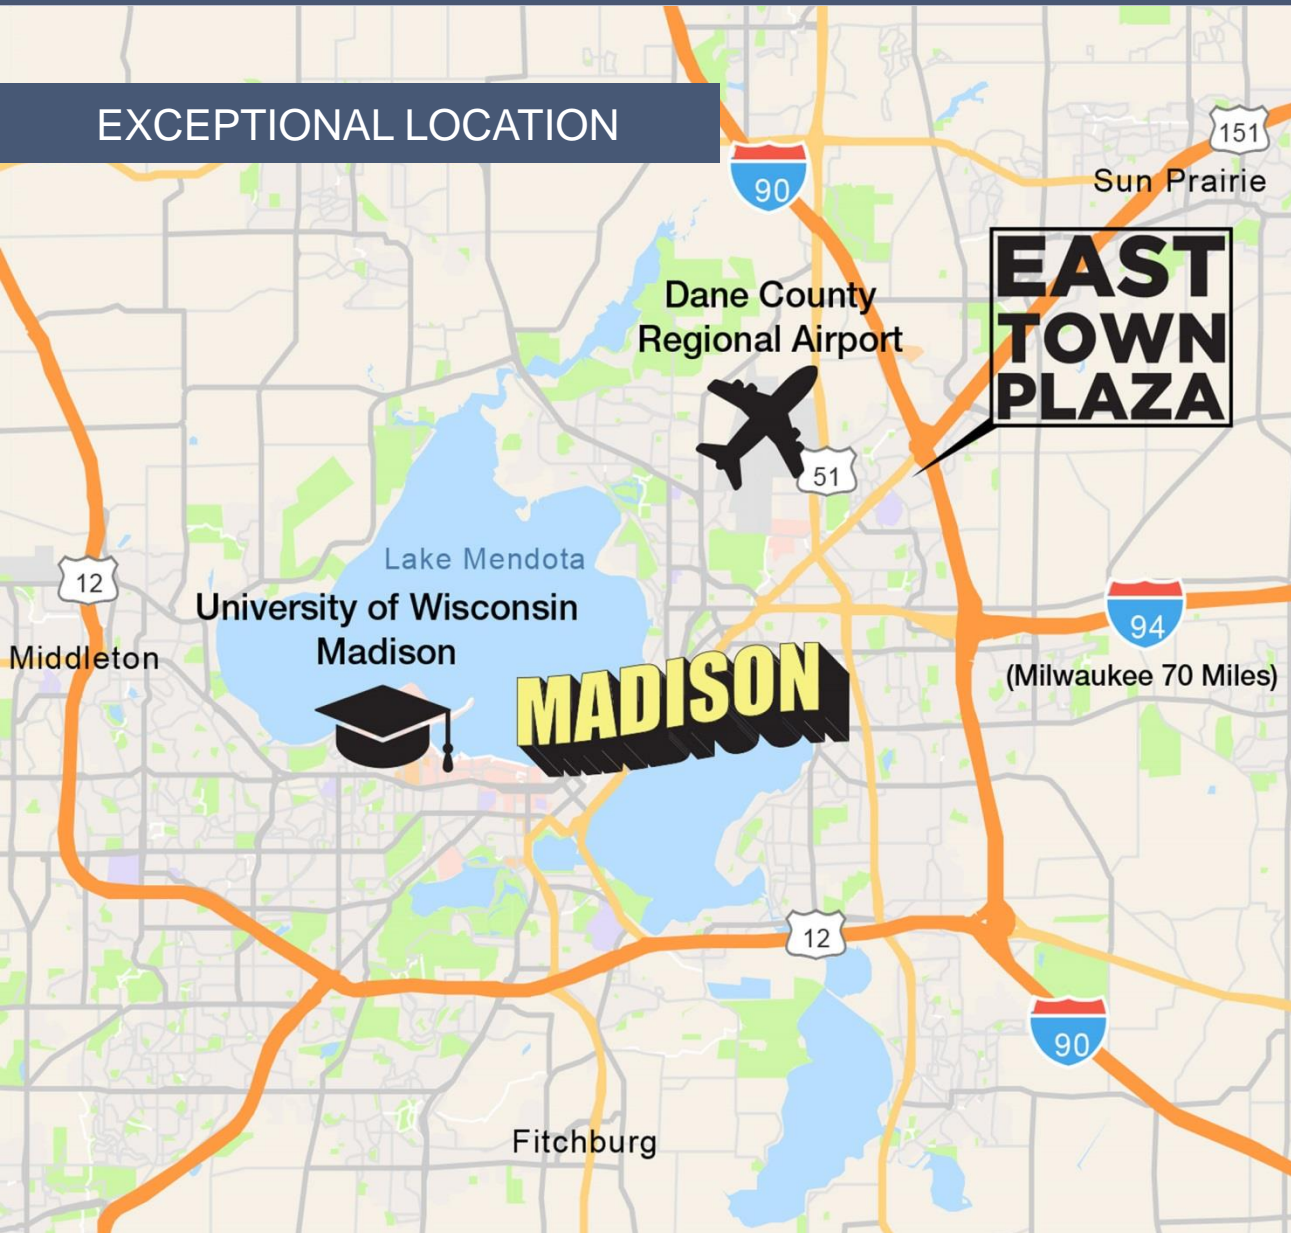 EXCEPTIONAL LOCATION
151
Sun Prairie
90
EAST
TOWN
PLAZA
Dane County
Regional Airport
51
Lake Mendota
12
University of Wisconsin
Madison
Middleton
94
(Milwaukee 70 Miles)
MADISON
12
90
Fitchburg